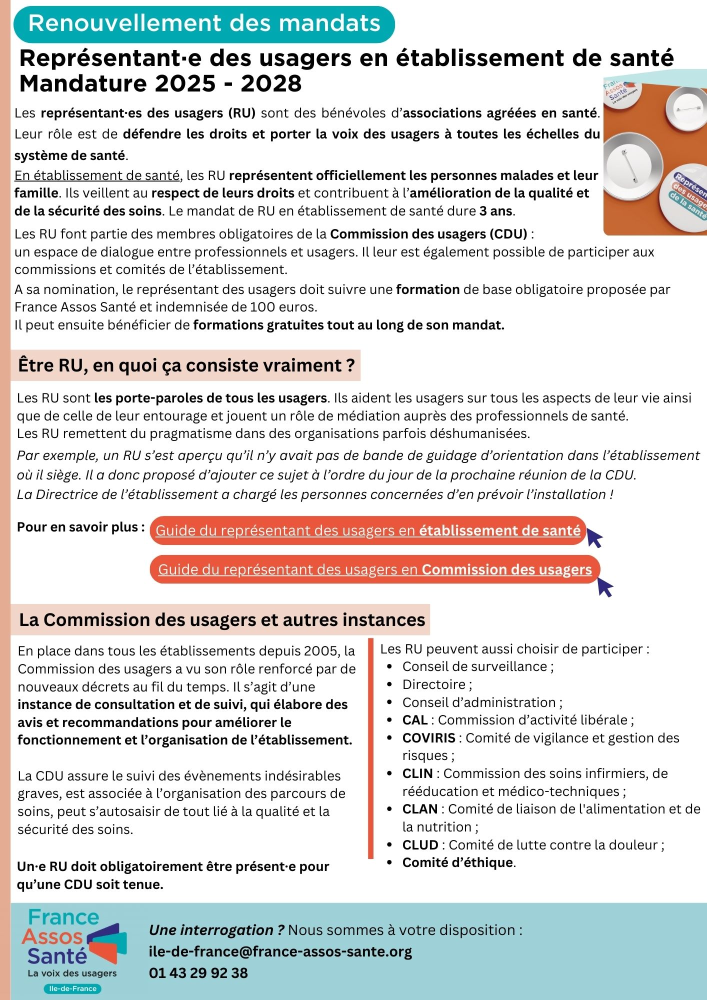 Renouvellement des mandats
Représentant·e des usagers en établissement de santé
Mandature 2025 - 2028
Les représentant·es des usagers (RU) sont des bénévoles d’associations agréées en santé.
Leur rôle est de défendre les droits et porter la voix des usagers à toutes les échelles du
système de santé.
En établissement de santé, les RU représentent officiellement les personnes malades et leur
famille. Ils veillent au respect de leurs droits et contribuent à l’amélioration de la qualité et
de la sécurité des soins. Le mandat de RU en établissement de santé dure 3 ans.
Les RU font partie des membres obligatoires de la Commission des usagers (CDU) :
un espace de dialogue entre professionnels et usagers. Il leur est également possible de participer aux
commissions et comités de l’établissement.
A sa nomination, le représentant des usagers doit suivre une formation de base obligatoire proposée par
France Assos Santé et indemnisée de 100 euros.
Il peut ensuite bénéficier de formations gratuites tout au long de son mandat.
Assos
Santé
La voix des usagers
des usage
de la santé
Être RU, en quoi ça consiste vraiment ?
Les RU sont les porte-paroles de tous les usagers. Ils aident les usagers sur tous les aspects de leur vie ainsi
que de celle de leur entourage et jouent un rôle de médiation auprès des professionnels de santé.
Les RU remettent du pragmatisme dans des organisations parfois déshumanisées.
Par exemple, un RU s’est aperçu qu’il n’y avait pas de bande de guidage d’orientation dans l’établissement
où il siège. Il a donc proposé d’ajouter ce sujet à l’ordre du jour de la prochaine réunion de la CDU.
La Directrice de l’établissement a chargé les personnes concernées d’en prévoir l’installation !
Pour en savoir plus :
Guide du représentant des usagers en établissement de santé
Guide du représentant des usagers en Commission des usagers
La Commission des usagers et autres instances
En place dans tous les établissements depuis 2005, la
Commission des usagers a vu son rôle renforcé par de
nouveaux décrets au fil du temps. Il s’agit d’une
instance de consultation et de suivi, qui élabore des
avis et recommandations pour améliorer le
fonctionnement et l’organisation de l’établissement.
La CDU assure le suivi des évènements indésirables
graves, est associée à l’organisation des parcours de
soins, peut s’autosaisir de tout lié à la qualité et la
sécurité des soins.
Un·e RU doit obligatoirement être présent·e pour
qu’une CDU soit tenue.
Les RU peuvent aussi choisir de participer :
• Conseil de surveillance ;
• Directoire ;
• Conseil d’administration ;
• CAL : Commission d’activité libérale ;
• COVIRIS : Comité de vigilance et gestion des
risques ;
• CLIN : Commission des soins infirmiers, de
rééducation et médico-techniques ;
• CLAN : Comité de liaison de l'alimentation et de
la nutrition ;
• CLUD : Comité de lutte contre la douleur ;
• Comité d’éthique.
France
Assos
Santé
La voix des usagers
Ile-de-France
Une interrogation ? Nous sommes à votre disposition :
ile-de-france@france-assos-sante.org
01 43 29 92 38